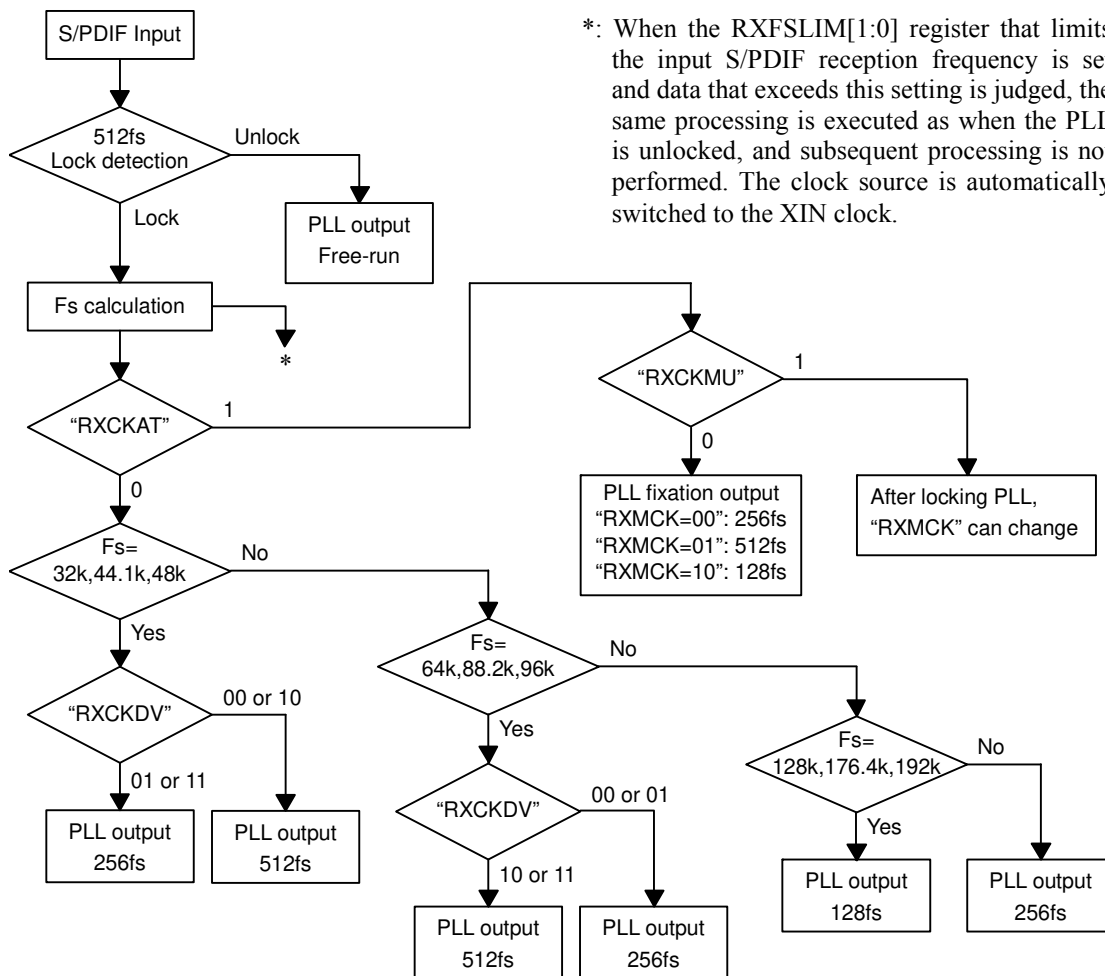 S/PDIF Input
*: When the RXFSLIM[1:0] register that limits
the input S/PDIF reception frequency is se
and data that exceeds this setting is judged, the
same processing is executed as when the PLL
is unlocked, and subsequent processing is no
performed. The clock source is automatically
switched to the XIN clock.
512fs
Lock detection
Unlock
Lock
PLL output
Free-run
Fs calculation
*
“RXCKAT”
1
0
“RXCKMU”
1
0
PLL fixation output
“RXMCK=00”: 256fs
“RXMCK=01”: 512fs
“RXMCK=10”: 128fs
After locking PLL,
“RXMCK” can change
Fs=
32k,44.1k,48k
No
Yes
Fs=
64k,88.2k,96k
No
Yes
“RXCKDV”
00 or 10
01 or 11
PLL output
256fs
PLL output
512fs
Fs=
128k,176.4k,192k
No
Yes
“RXCKDV”
00 or 01
10 or 11
PLL output
512fs
PLL output
256fs
PLL output
128fs
PLL output
256fs